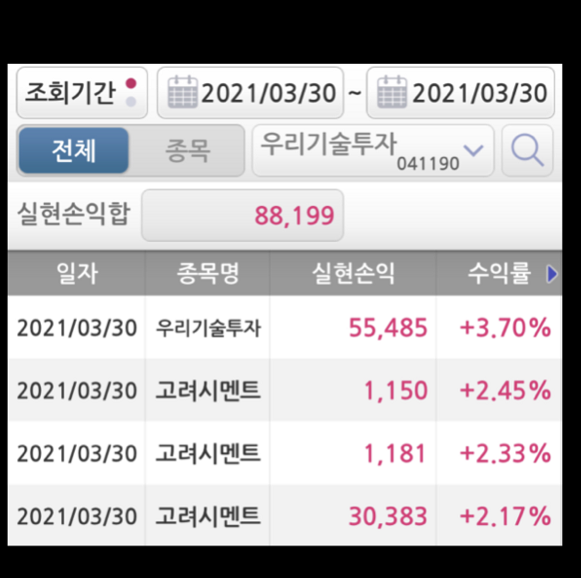 조회기간 2021/03/30 ~ 2021/03/30
전체 종목 우리기술투자 041190
실현손익합 88,199
일자 종목명 실현손익 수익률
2021/03/30 우리기술투자 55,485 +3.70%
2021/03/30 고려시멘트 1,150 +2.45%
2021/03/30 고려시멘트 1,181 +2.33%
2021/03/30 고려시멘트 30,383 +2.17%